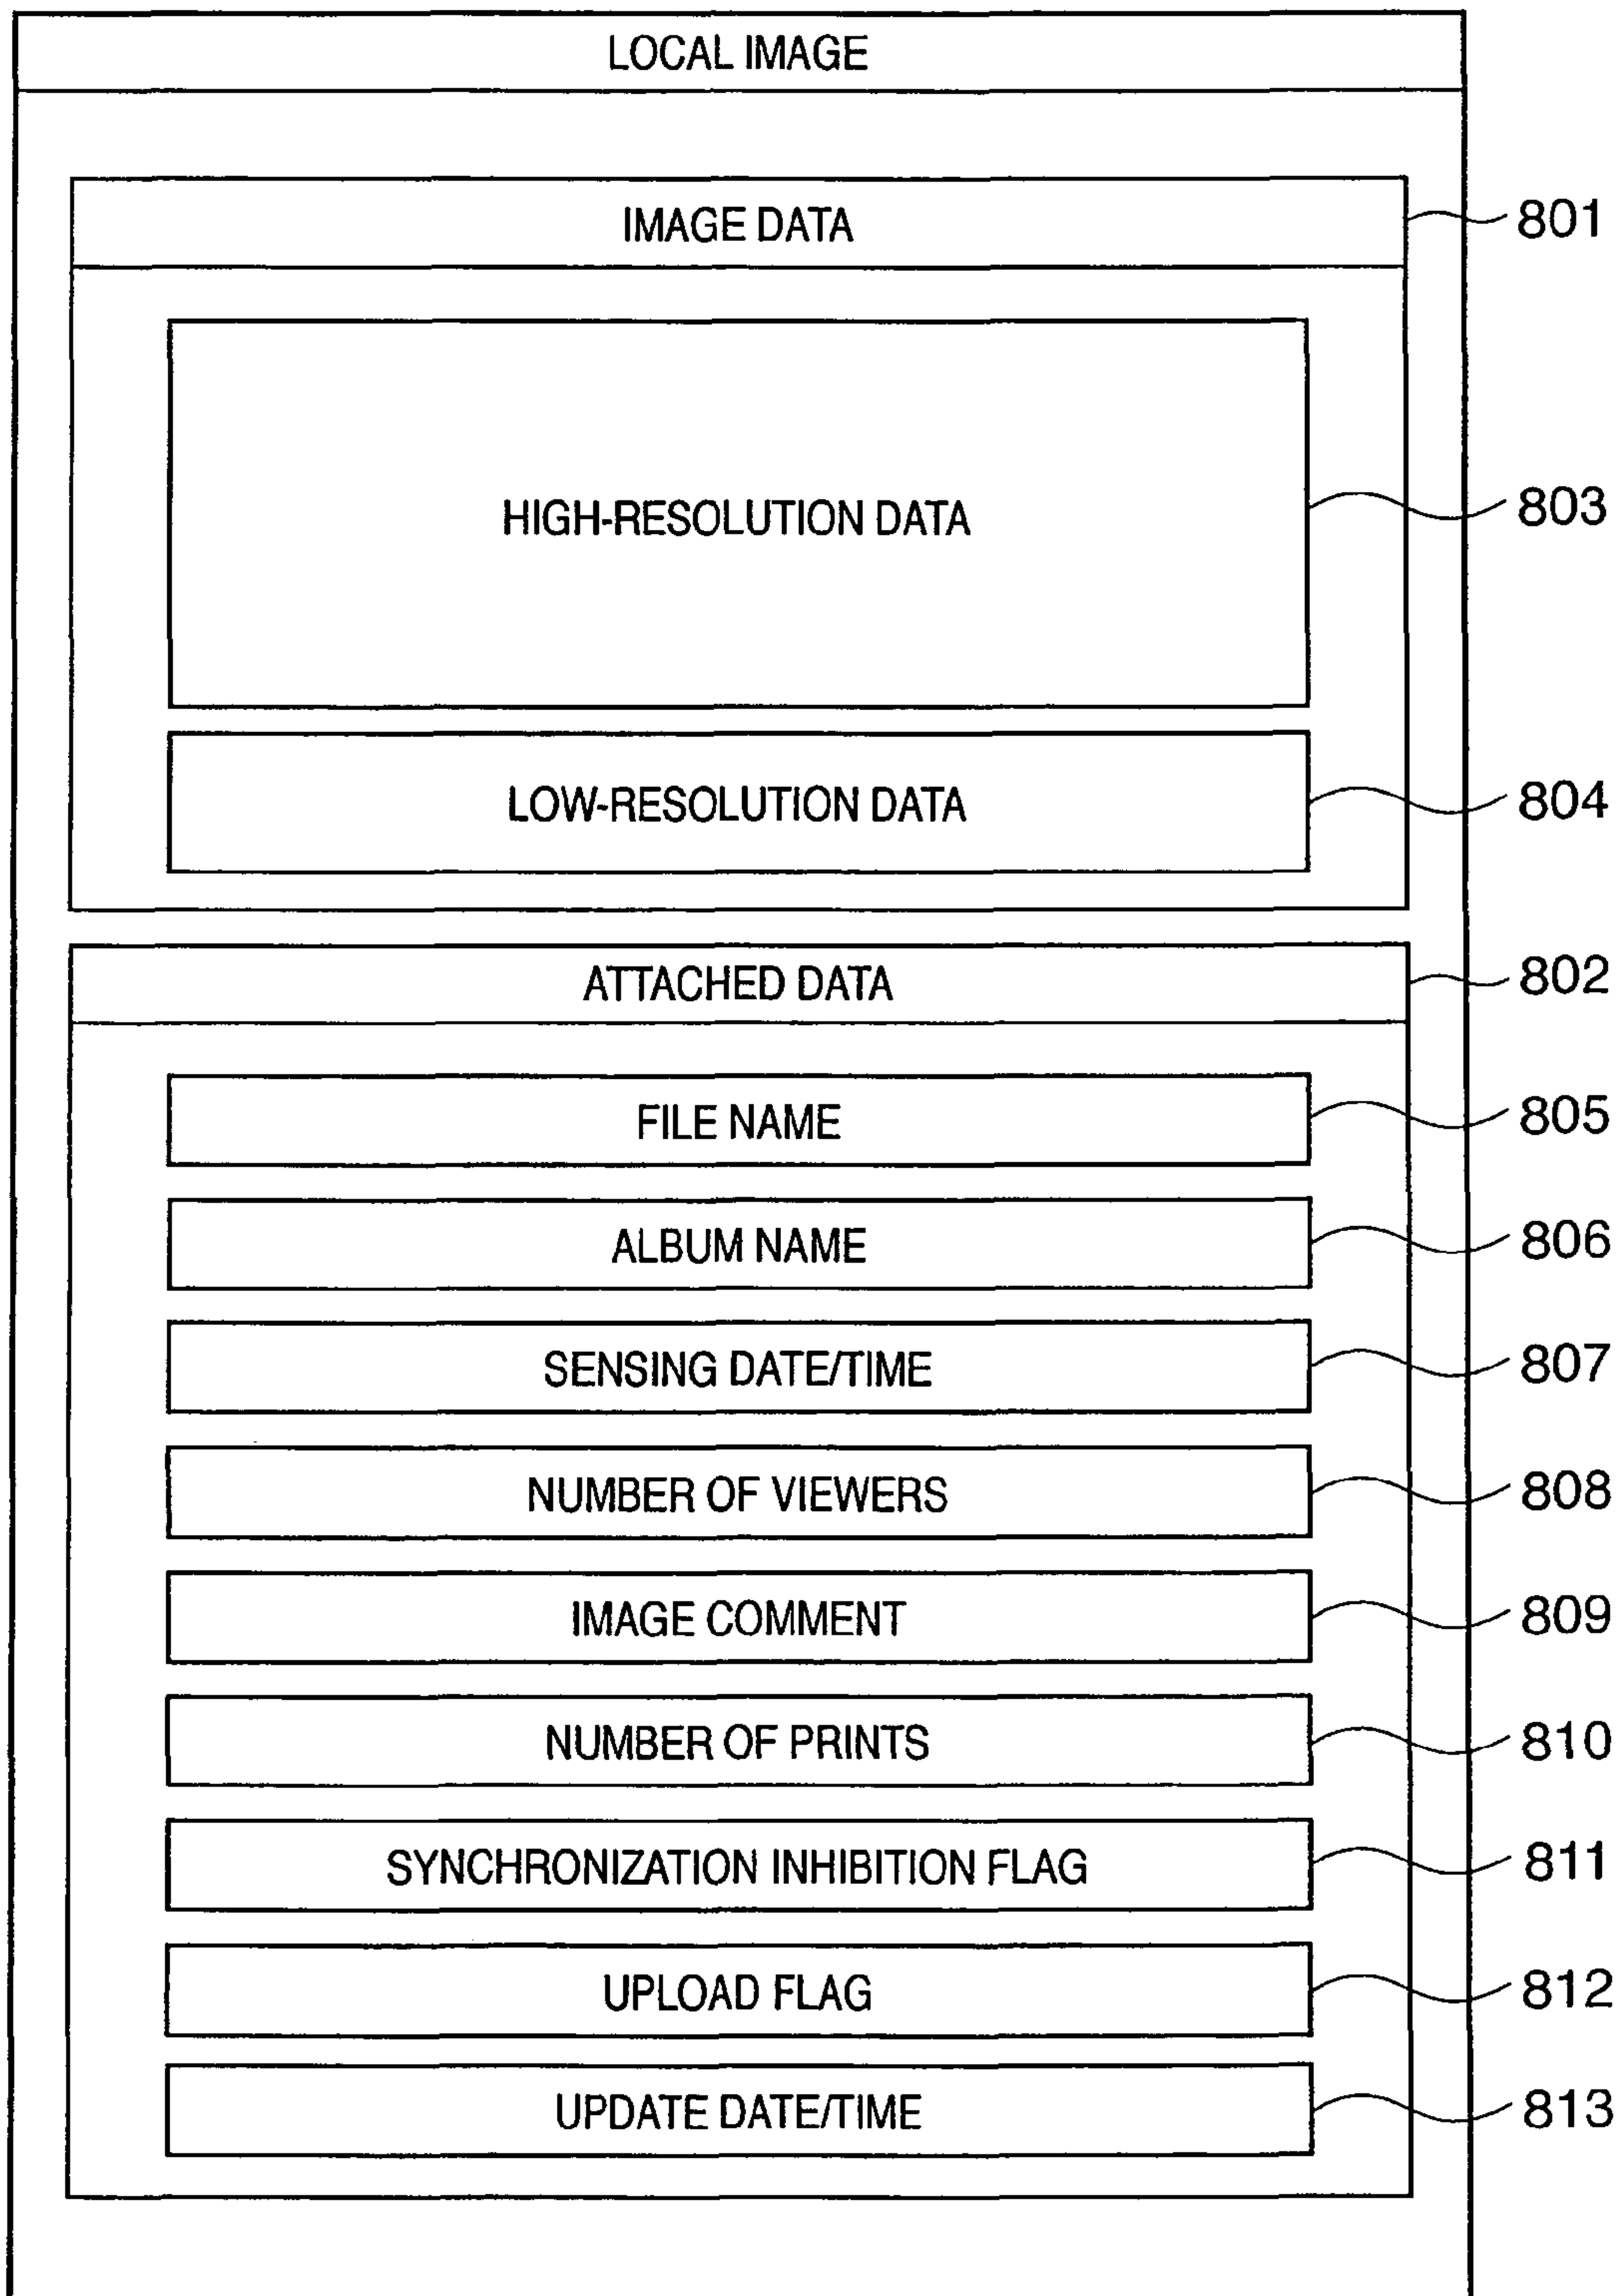 LOCAL IMAGE
IMAGE DATA 801
HIGH-RESOLUTION DATA 803
LOW-RESOLUTION DATA 804
ATTACHED DATA 802
FILE NAME 805
ALBUM NAME 806
SENSING DATE/TIME 807
NUMBER OF VIEWERS 808
IMAGE COMMENT 809
NUMBER OF PRINTS 810
SYNCHRONIZATION INHIBITION FLAG 811
UPLOAD FLAG 812
UPDATE DATE/TIME 813